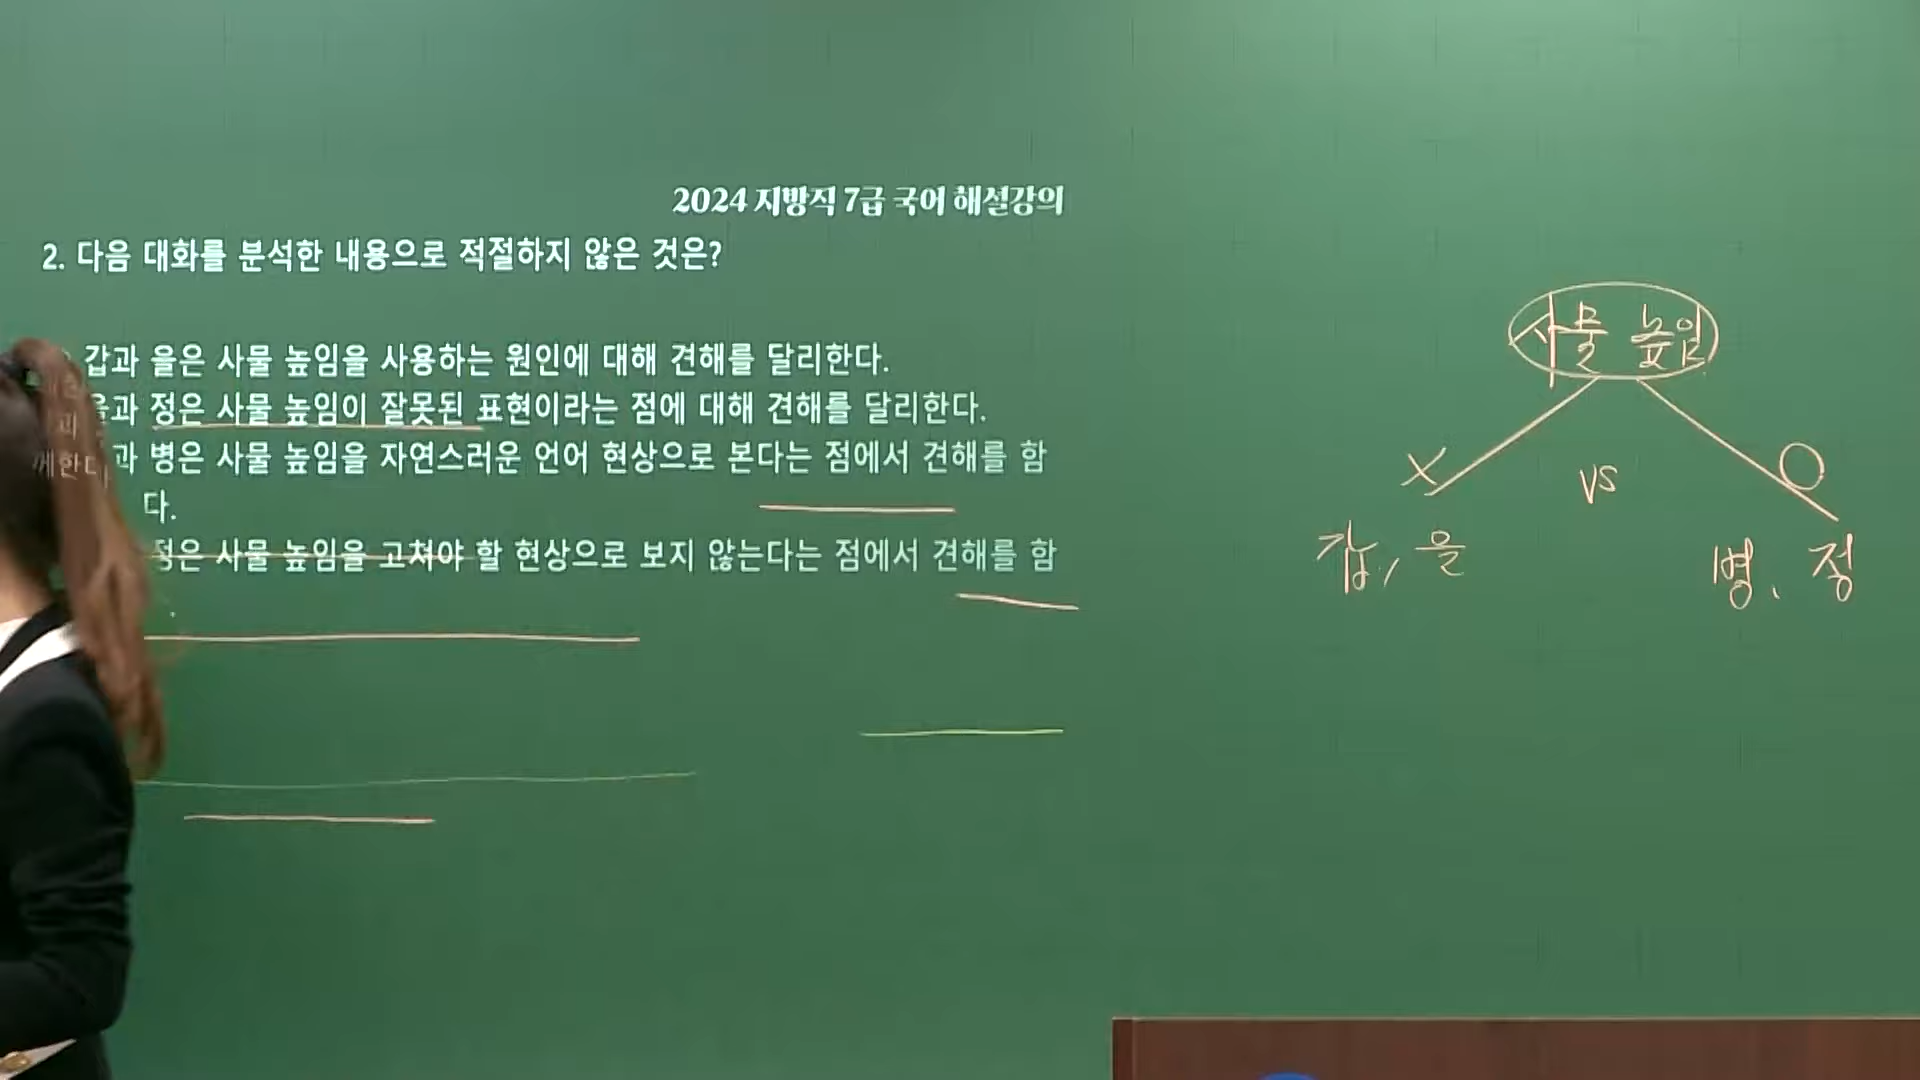 2024 지방직 7급 국어 해설강의
2. 다음 대화를 분석한 내용으로 적절하지 않은 것은?
갑과 을은 사물 높임을 사용하는 원인에 대해 견해를 달리한다.
을과 정은 사물 높임이 잘못된 표현이라는 점에 대해 견해를 달리한다.
과 병은 사물 높임을 자연스러운 언어 현상으로 본다는 점에서 견해를 함
께한다
다.
정은 사물 높임을 고쳐야 할 현상으로 보지 않는다는 점에서 견해를 함
사물 높임
X vs O
갑, 을 병、정